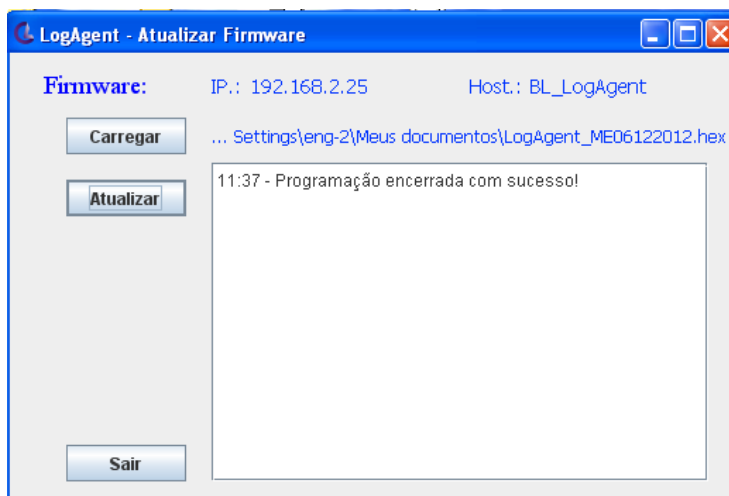 LogAgent - Atualizar Firmware
Firmware: IP.: 192.168.2.25 Host.: BL_LogAgent
Carregar ... Settings\eng-2\Meus documentos\LogAgent_ME06122012.hex
Atualizar 11:37 - Programação encerrada com sucesso!
Sair